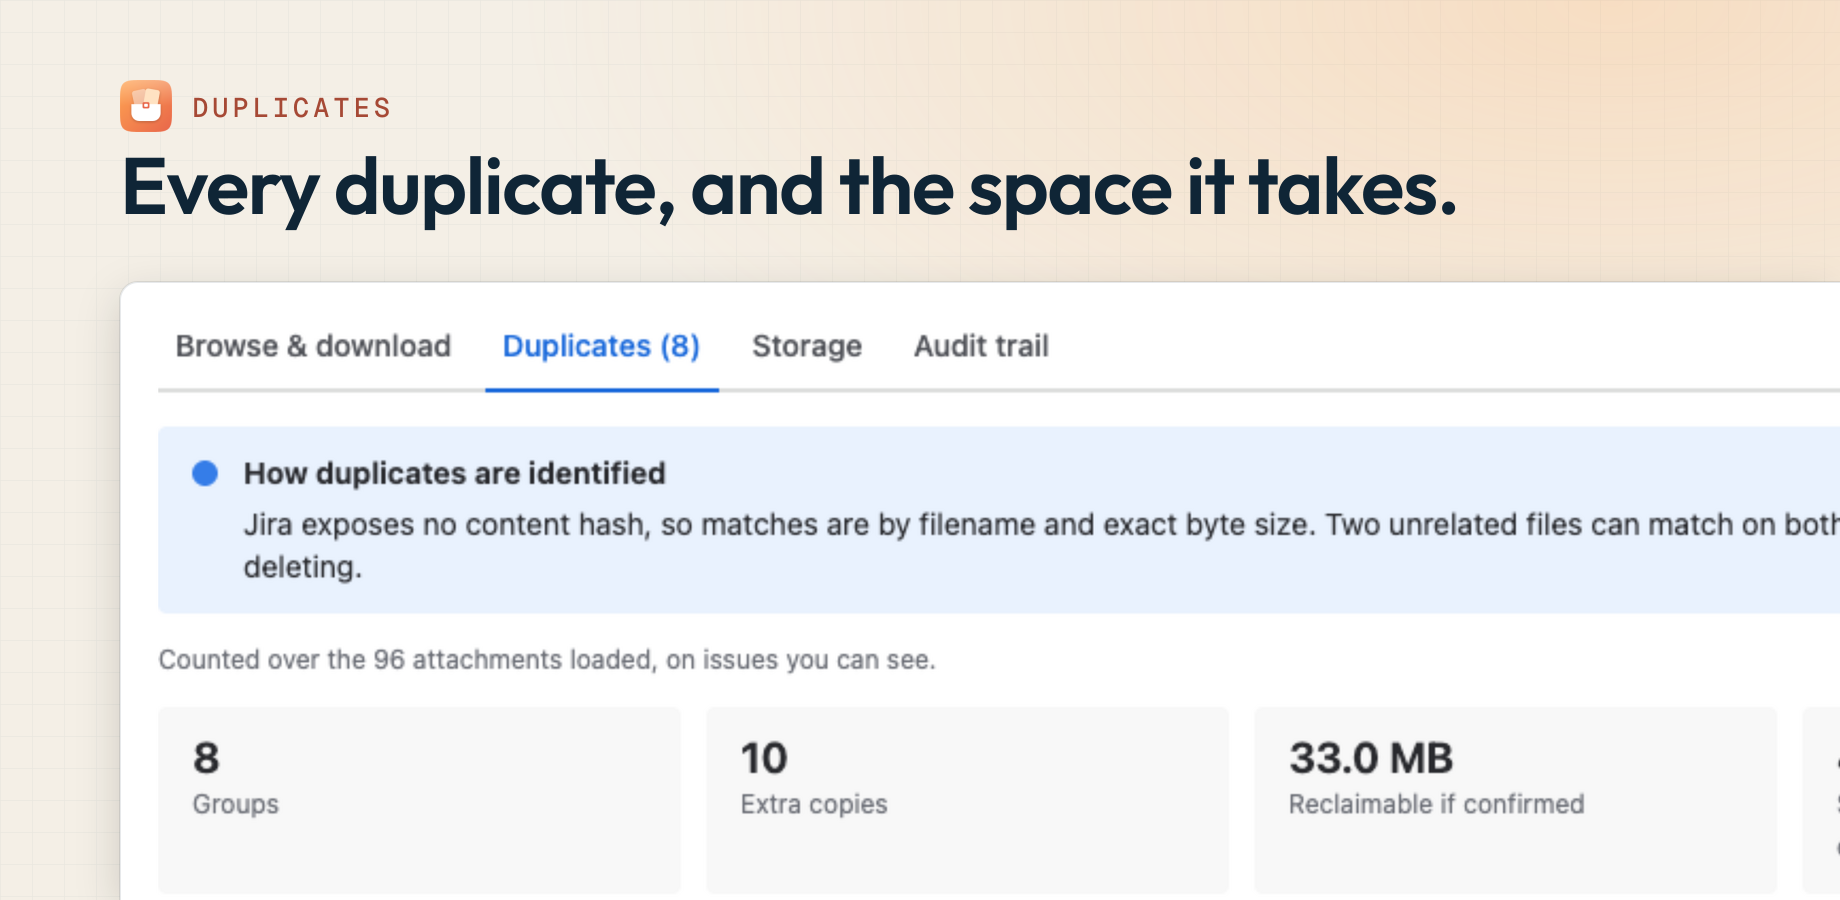 DUPLICATES
Every duplicate, and the space it takes.
Browse & download Duplicates (8) Storage Audit trail
How duplicates are identified
Jira exposes no content hash, so matches are by filename and exact byte size. Two unrelated files can match on both
deleting.
Counted over the 96 attachments loaded, on issues you can see.
8 10 33.0 MB
Groups Extra copies Reclaimable if confirmed